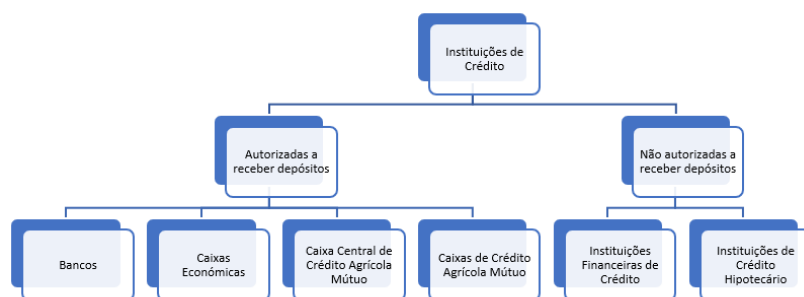 Instituições de
Crédito
Autorizadas a
receber depósitos
Não autorizadas a
receber depósitos
Bancos
Caixas
Económicas
Caixa Central de
Crédito Agrícola
Mútuo
Caixas de Crédito
Agrícola Mútuo
Instituições
Financeiras de
Crédito
Instituições de
Crédito
Hipotecário